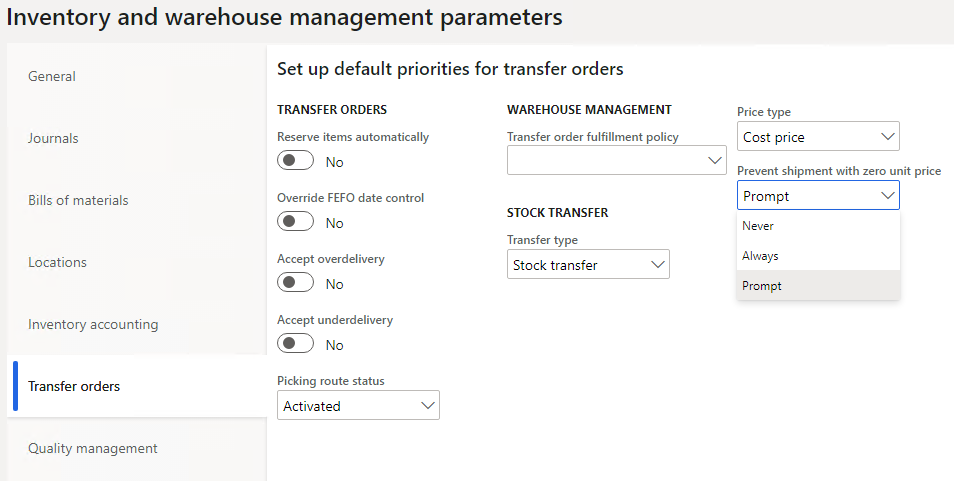 Inventory and warehouse management parameters
General
Journals
Bills of materials
Locations
Inventory accounting
Transfer orders
Quality management
Set up default priorities for transfer orders
TRANSFER ORDERS
Reserve items automatically
No
Override FEFO date control
No
Accept overdelivery
No
Accept underdelivery
No
Picking route status
Activated
WAREHOUSE MANAGEMENT
Transfer order fulfillment policy
STOCK TRANSFER
Transfer type
Stock transfer
Price type
Cost price
Prevent shipment with zero unit price
Prompt
Never
Always
Prompt